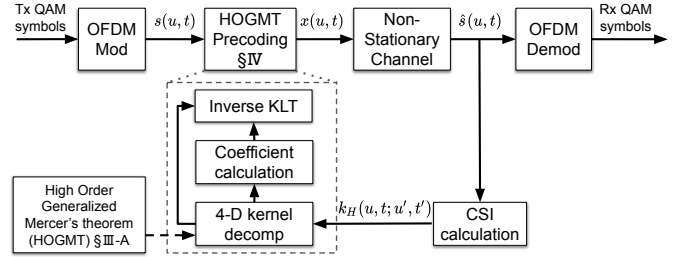 Tx QAM
symbols
OFDM
Mod
s(u, t)
HOGMT
Precoding
§IV
x(u, t)
Non-
Stationary
Channel
ŝ(u, t)
OFDM
Demod
Rx QAM
symbols
Inverse KLT
Coefficient
calculation
High Order
Generalized
Mercer's theorem
(HOGMT) §III-A
4-D kernel
decomp
k_H(u, t; u′, t′)
CSI
calculation